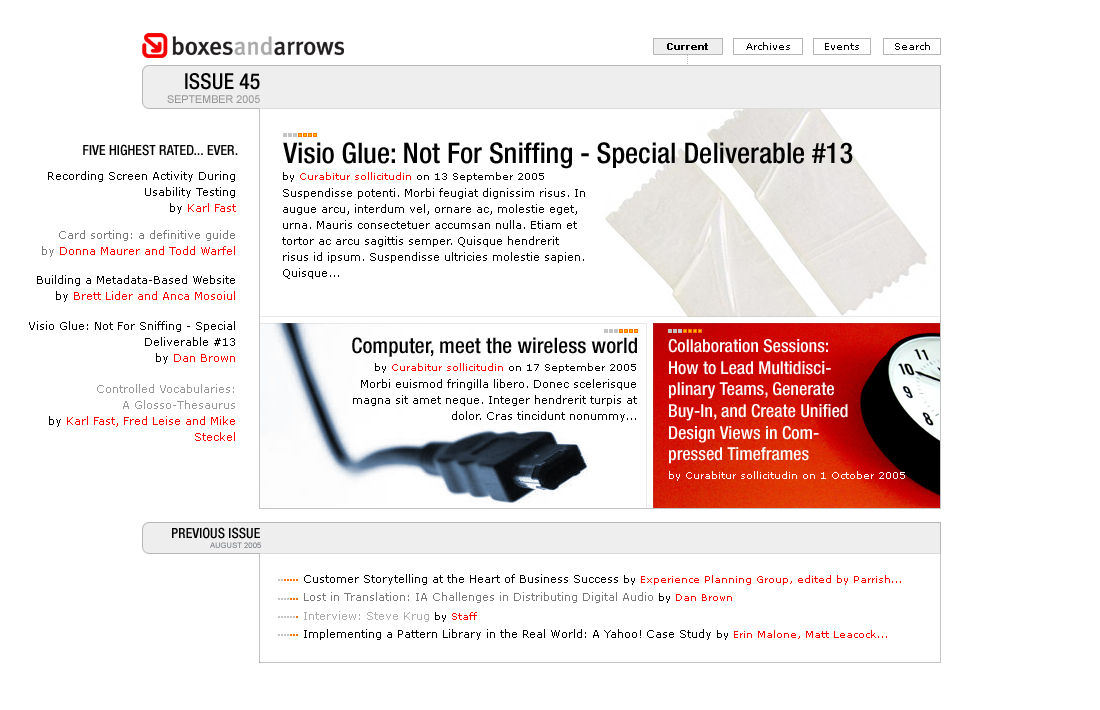 boxesandarrows
Current
Archives
Events
Search
ISSUE 45
SEPTEMBER 2005
FIVE HIGHEST RATED... EVER.
Recording Screen Activity During
Usability Testing
by Karl Fast
Card sorting: a definitive guide
by Donna Maurer and Todd Warfel
Building a Metadata-Based Website
by Brett Lider and Anca Mosoiul
Visio Glue: Not For Sniffing - Special
Deliverable #13
by Dan Brown
Controlled Vocabularies:
A Glosso-Thesaurus
by Karl Fast, Fred Leise and Mike
Steckel
Visio Glue: Not For Sniffing - Special Deliverable #13
by Curabitur sollicitudin on 13 September 2005
Suspendisse potenti. Morbi feugiat dignissim risus. In
augue arcu, interdum vel, ornare ac, molestie eget,
urna. Mauris consectetuer accumsan nulla. Etiam et
tortor ac arcu sagittis semper. Quisque hendrerit
risus id ipsum. Suspendisse ultricies molestie sapien.
Quisque...
Computer, meet the wireless world
by Curabitur sollicitudin on 17 September 2005
Morbi euismod fringilla libero. Donec scelerisque
magna sit amet neque. Integer hendrerit turpis at
dolor. Cras tincidunt nonummy...
Collaboration Sessions:
How to Lead Multidisci-
plinary Teams, Generate
Buy-In, and Create Unified
Design Views in Com-
pressed Timeframes
by Curabitur sollicitudin on 1 October 2005
11
10
9
8
7
PREVIOUS ISSUE
AUGUST 2005
Customer Storytelling at the Heart of Business Success by Experience Planning Group, edited by Parrish...
Lost in Translation: IA Challenges in Distributing Digital Audio by Dan Brown
Interview: Steve Krug by Staff
Implementing a Pattern Library in the Real World: A Yahoo! Case Study by Erin Malone, Matt Leacock...